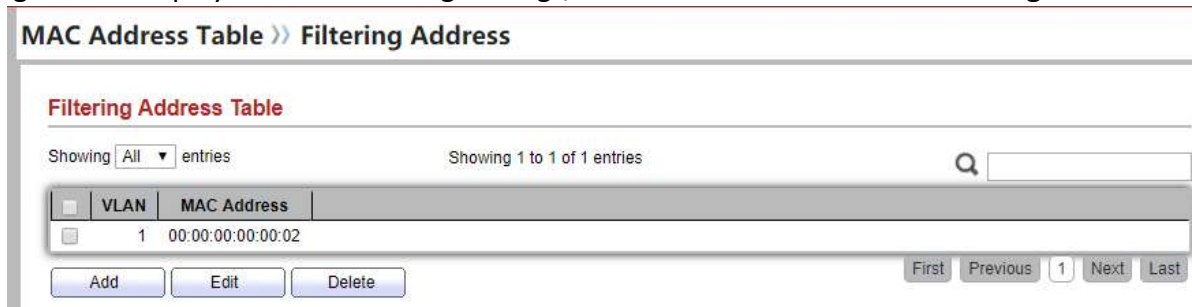 MAC Address Table 》 Filtering Address
Filtering Address Table
Showing All ▼ entries Showing 1 to 1 of 1 entries
VLAN MAC Address
1 00:00:00:00:00:02
Add Edit Delete First Previous 1 Next Last